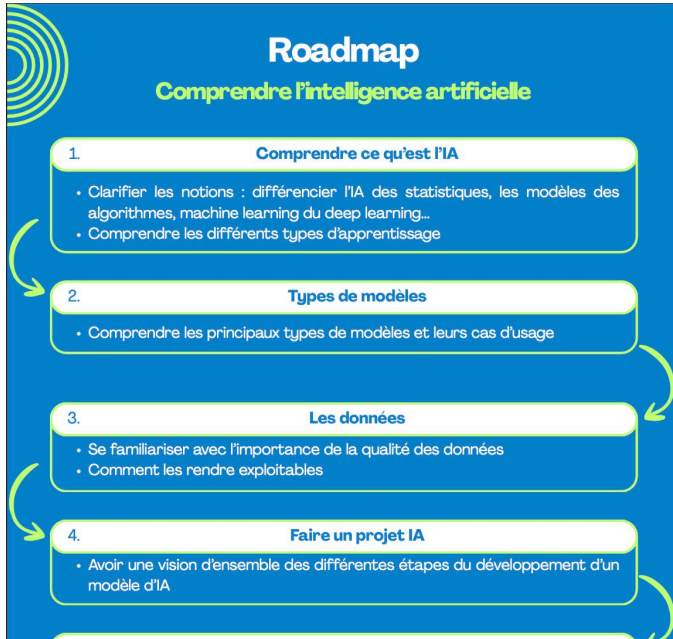 Roadmap
Comprendre l'intelligence artificielle
1. Comprendre ce qu'est l'IA
• Clarifier les notions : différencier l'IA des statistiques, les modèles des
algorithmes, machine learning du deep learning...
• Comprendre les différents types d'apprentissage
2. Types de modèles
• Comprendre les principaux types de modèles et leurs cas d'usage
3. Les données
• Se familiariser avec l'importance de la qualité des données
• Comment les rendre exploitables
4. Faire un projet IA
• Avoir une vision d'ensemble des différentes étapes du développement d'un
modèle d'IA